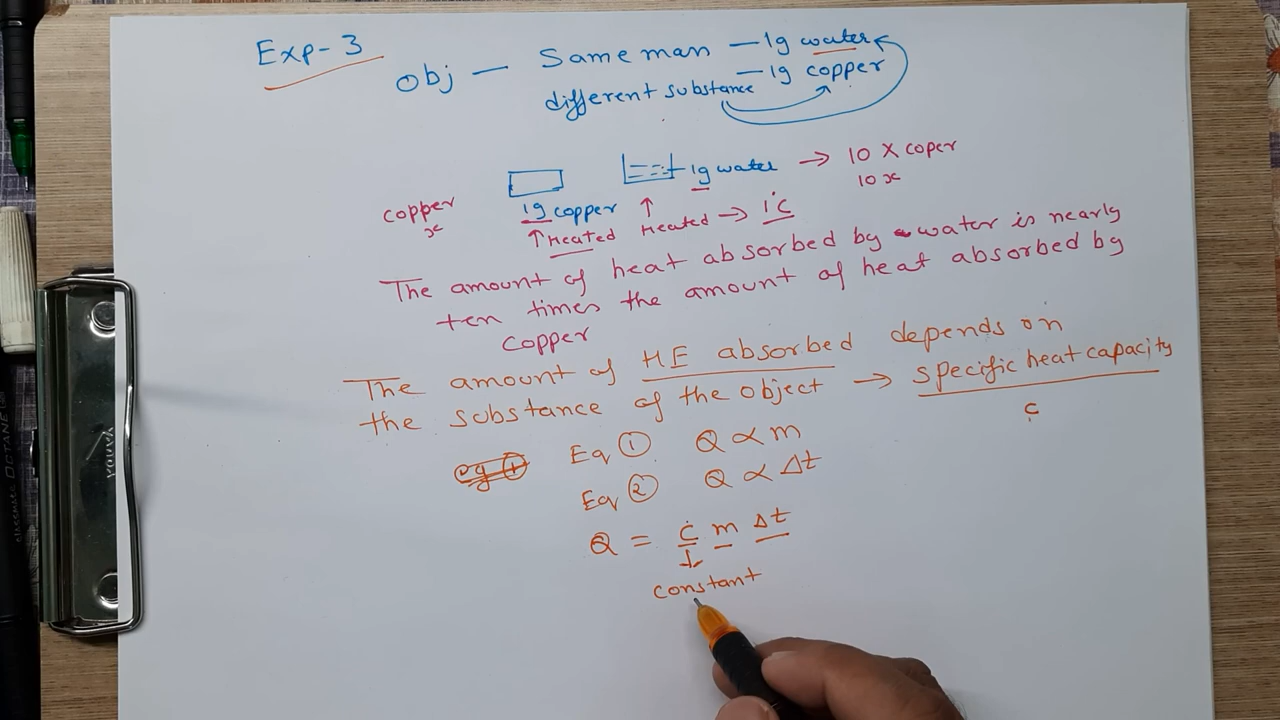 Exp-3
Obj — Same man — 1g water
different substance — 1g copper
1g water → 10 X coper
10x
copper
x
1g copper
↑ Heated
↑ Heated → 1°C
The amount of heat absorbed by water is nearly
ten times the amount of heat absorbed by
copper
The amount of HE absorbed depends on
the substance of the object → specific heat capacity
c
Eq ① Q ∝ m
Eq ② Q ∝ Δt
Q = c m Δt
↓
constant